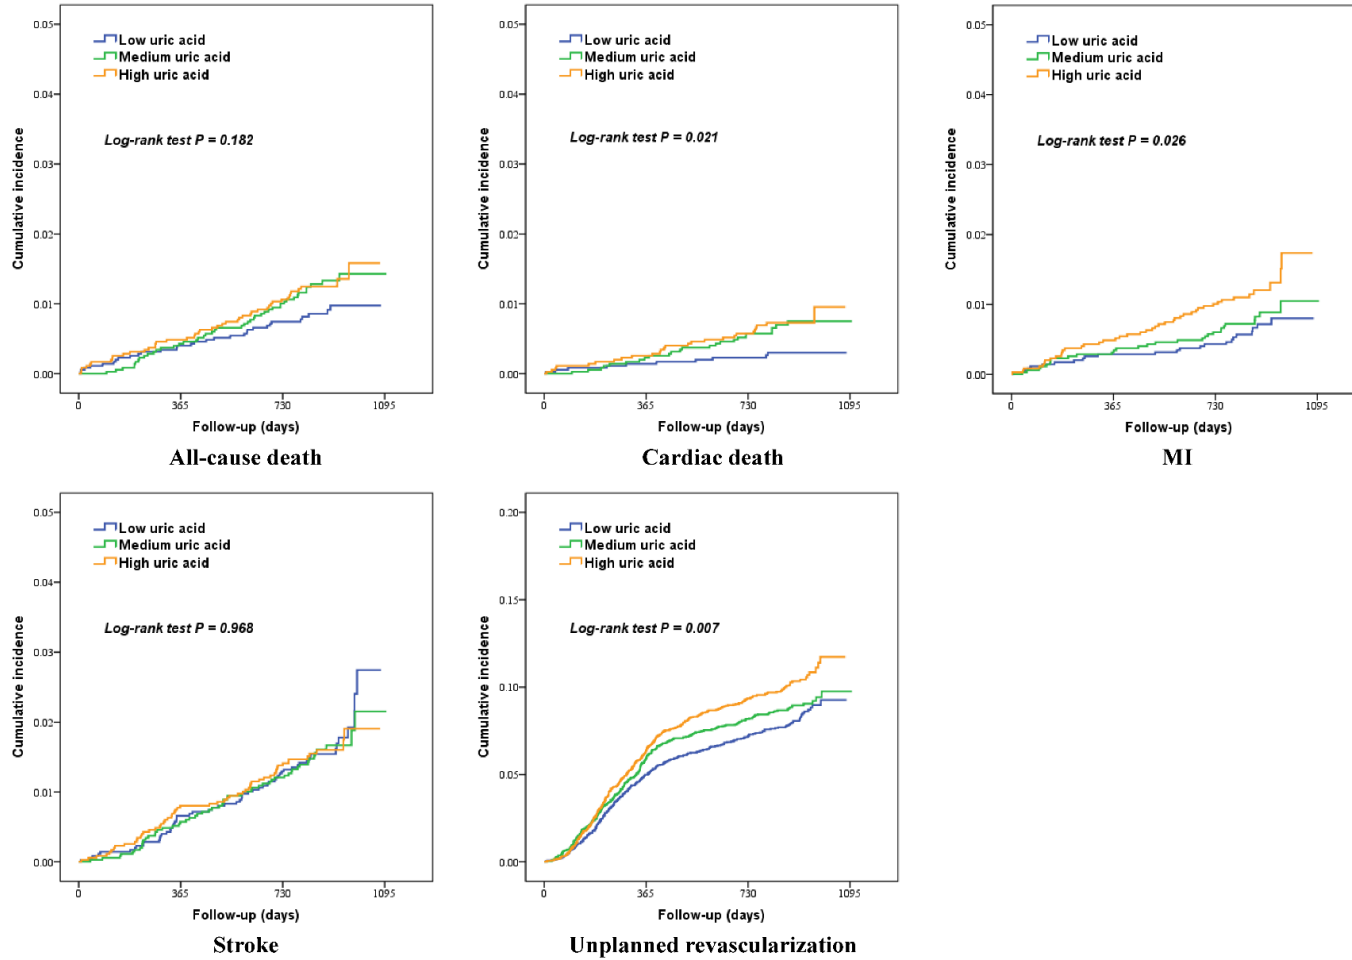 0.05
0.04
0.03
0.02
0.01
0.00
Cumulative incidence
Low uric acid
Medium uric acid
High uric acid
Log-rank test P = 0.182
0 365 730 1095
Follow-up (days)
All-cause death
0.05
0.04
0.03
0.02
0.01
0.00
Cumulative incidence
Low uric acid
Medium uric acid
High uric acid
Log-rank test P = 0.021
0 365 730 1095
Follow-up (days)
Cardiac death
0.05
0.04
0.03
0.02
0.01
0.00
Cumulative incidence
Low uric acid
Medium uric acid
High uric acid
Log-rank test P = 0.026
0 365 730 1095
Follow-up (days)
MI
0.05
0.04
0.03
0.02
0.01
0.00
Cumulative incidence
Low uric acid
Medium uric acid
High uric acid
Log-rank test P = 0.968
0 365 730 1095
Follow-up (days)
Stroke
0.20
0.15
0.10
0.05
0.00
Cumulative incidence
Low uric acid
Medium uric acid
High uric acid
Log-rank test P = 0.007
0 365 730 1095
Follow-up (days)
Unplanned revascularization